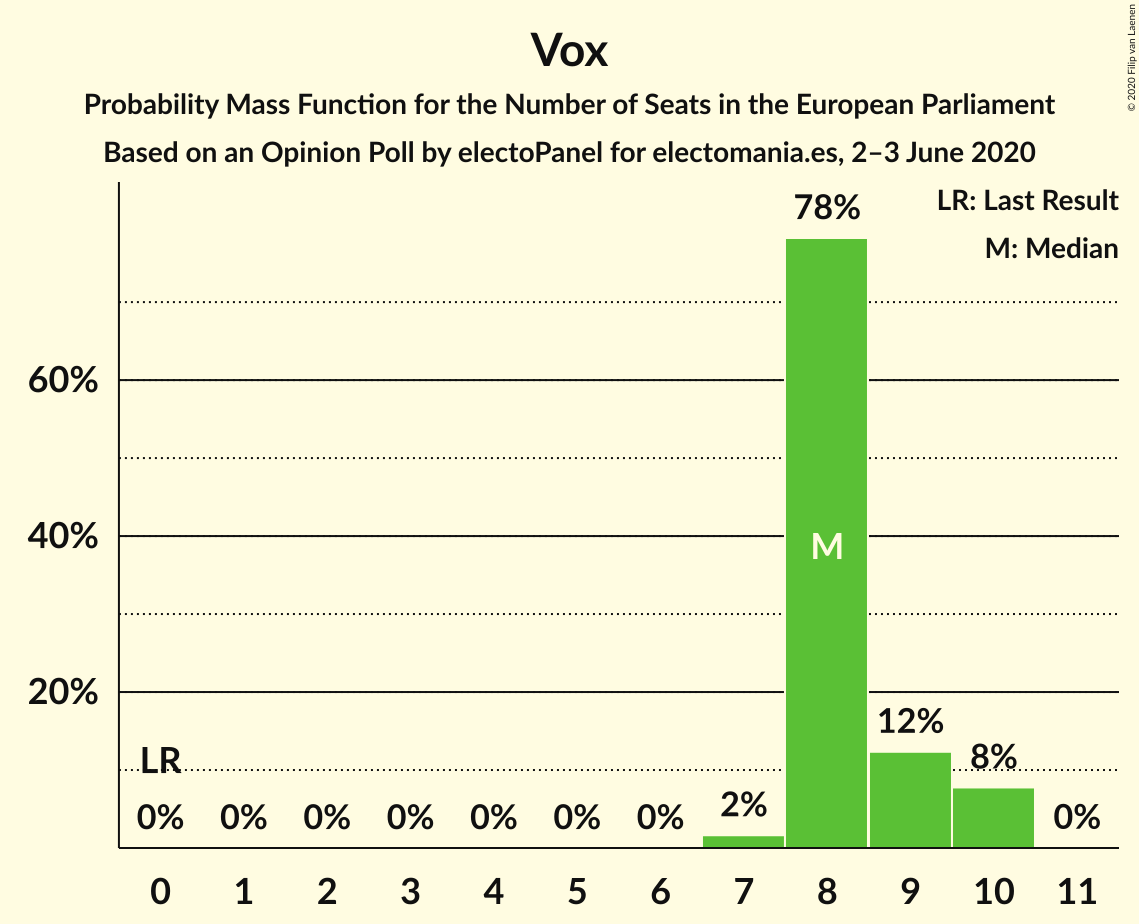 Vox
Probability Mass Function for the Number of Seats in the European Parliament
Based on an Opinion Poll by electoPanel for electomania.es, 2–3 June 2020
© 2020 Filip van Laenen
LR: Last Result
M: Median
78%
60%
40%
M
20%
12%
LR
8%
0% 0% 0% 0% 0% 0% 0% 2% 0%
0 1 2 3 4 5 6 7 8 9 10 11